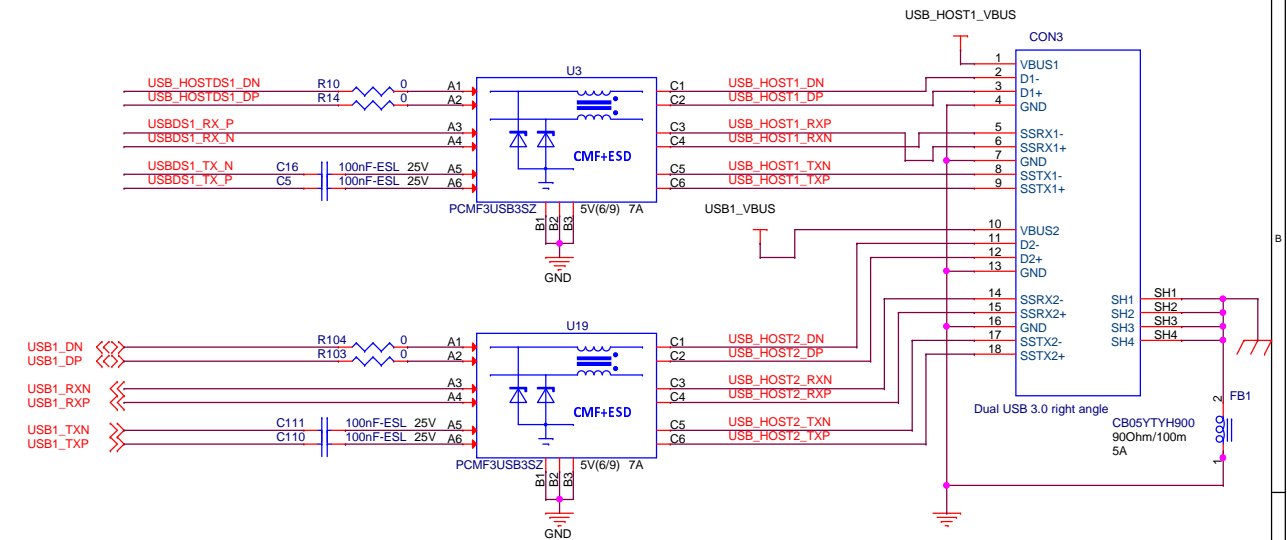 USB_HOST1_VBUS
CON3
U3
USB_HOSTDS1_DN R10 0 A1 C1 USB_HOST1_DN
USB_HOSTDS1_DP R14 0 A2 C2 USB_HOST1_DP
USBDS1_RX_P A3 C3 USB_HOST1_RXP
USBDS1_RX_N A4 C4 USB_HOST1_RXN
USBDS1_TX_N C16 100nF-ESL 25V A5 C5 USB_HOST1_TXN
USBDS1_TX_P C5 100nF-ESL 25V A6 C6 USB_HOST1_TXP
CMF+ESD
PCMF3USB3SZ 5V(6/9) 7A
B1 B2 B3
GND
USB1_VBUS
1 VBUS1
2 D1-
3 D1+
4 GND
5 SSRX1-
6 SSRX1+
7 GND
8 SSTX1-
9 SSTX1+
10 VBUS2
11 D2-
12 D2+
13 GND
14 SSRX2-
15 SSRX2+
16 GND
17 SSTX2-
18 SSTX2+
SH1 SH1
SH2 SH2
SH3 SH3
SH4 SH4
B
U19
USB1_DN R104 0 A1 C1 USB_HOST2_DN
USB1_DP R103 0 A2 C2 USB_HOST2_DP
USB1_RXN A3 C3 USB_HOST2_RXN
USB1_RXP A4 C4 USB_HOST2_RXP
USB1_TXN C111 100nF-ESL 25V A5 C5 USB_HOST2_TXN
USB1_TXP C110 100nF-ESL 25V A6 C6 USB_HOST2_TXP
CMF+ESD
PCMF3USB3SZ 5V(6/9) 7A
B1 B2 B3
GND
Dual USB 3.0 right angle
2 FB1
CB05YTYH900
90Ohm/100m
5A
1